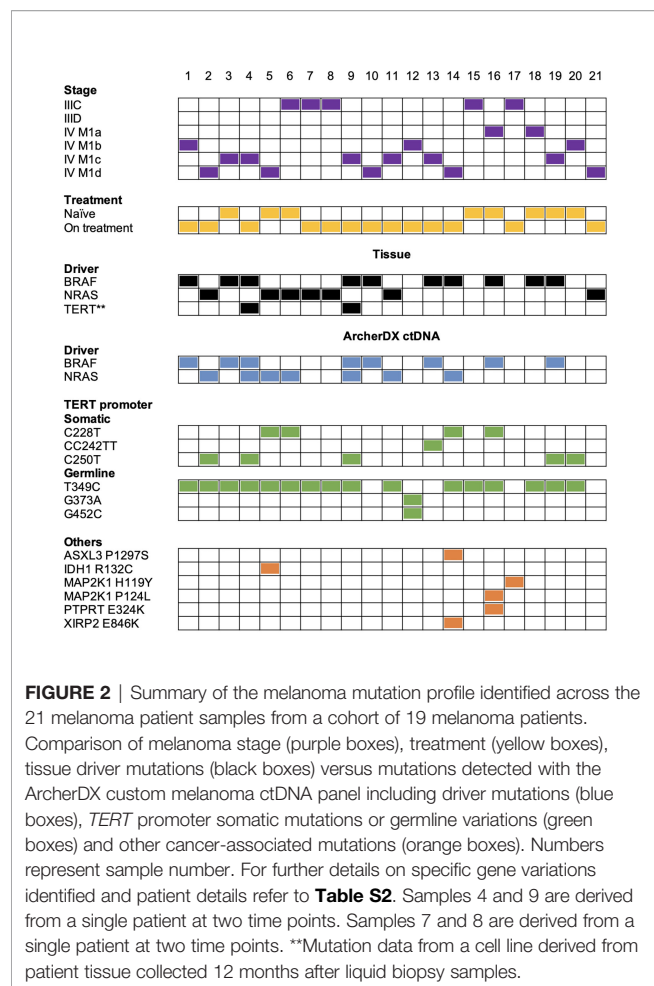 1 2 3 4 5 6 7 8 9 10 11 12 13 14 15 16 17 18 19 20 21
Stage
IIIC
IIID
IV M1a
IV M1b
IV M1c
IV M1d
Treatment
Naïve
On treatment
Tissue
Driver
BRAF
NRAS
TERT**
ArcherDX ctDNA
Driver
BRAF
NRAS
TERT promoter
Somatic
C228T
CC242TT
C250T
Germline
T349C
G373A
G452C
Others
ASXL3 P1297S
IDH1 R132C
MAP2K1 H119Y
MAP2K1 P124L
PTPRT E324K
XIRP2 E846K
FIGURE 2 | Summary of the melanoma mutation profile identified across the
21 melanoma patient samples from a cohort of 19 melanoma patients.
Comparison of melanoma stage (purple boxes), treatment (yellow boxes),
tissue driver mutations (black boxes) versus mutations detected with the
ArcherDX custom melanoma ctDNA panel including driver mutations (blue
boxes), TERT promoter somatic mutations or germline variations (green
boxes) and other cancer-associated mutations (orange boxes). Numbers
represent sample number. For further details on specific gene variations
identified and patient details refer to Table S2. Samples 4 and 9 are derived
from a single patient at two time points. Samples 7 and 8 are derived from a
single patient at two time points. **Mutation data from a cell line derived from
patient tissue collected 12 months after liquid biopsy samples.